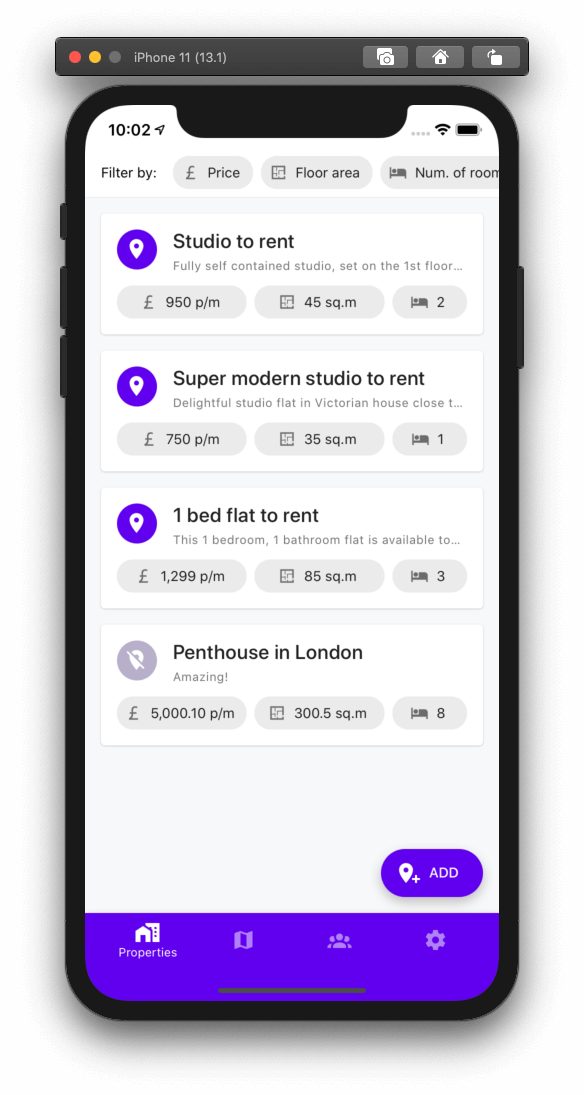 iPhone 11 (13.1)
10:02
Filter by: Price Floor area Num. of room
Studio to rent
Fully self contained studio, set on the 1st floor...
£ 950 p/m 45 sq.m 2
Super modern studio to rent
Delightful studio flat in Victorian house close t...
£ 750 p/m 35 sq.m 1
1 bed flat to rent
This 1 bedroom, 1 bathroom flat is available to...
£ 1,299 p/m 85 sq.m 3
Penthouse in London
Amazing!
£ 5,000.10 p/m 300.5 sq.m 8
ADD
Properties